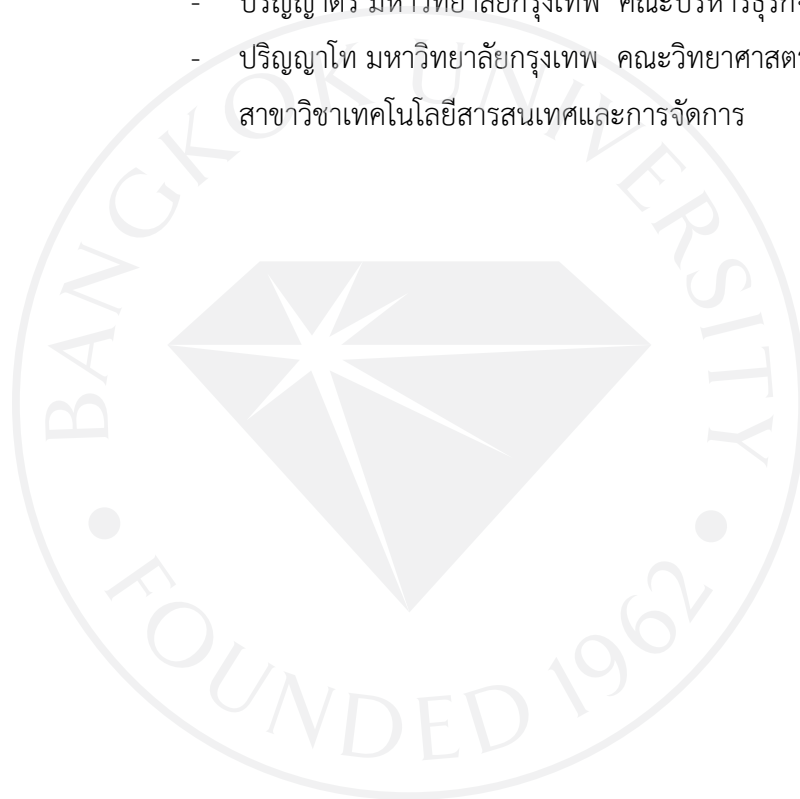 - ปริญญาตรี มหาวิทยาลัยกรุงเทพ คณะบริหารธุรกิจ
- ปริญญาโท มหาวิทยาลัยกรุงเทพ คณะวิทยาศาสตร
สาขาวิชาเทคโนโลยีสารสนเทศและการจัดการ
BANGKOK UNIVERSITY
FOUNDED 1962